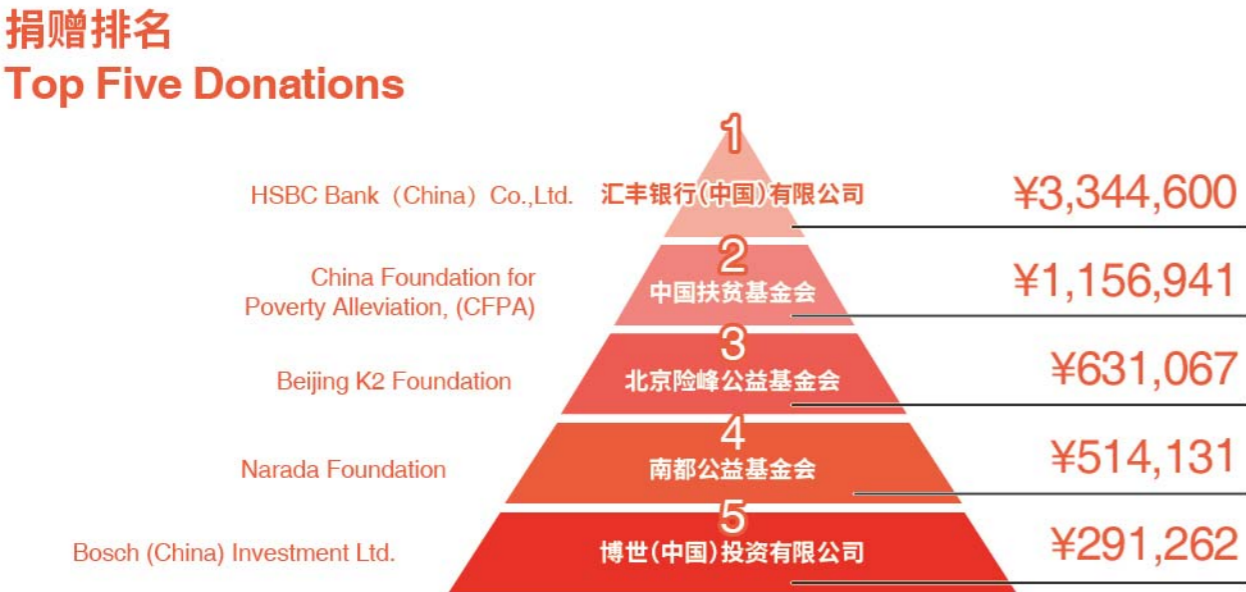 捐赠排名
Top Five Donations
1
HSBC Bank（China）Co.,Ltd.
汇丰银行（中国）有限公司
¥3,344,600
2
China Foundation for
Poverty Alleviation, (CFPA)
中国扶贫基金会
¥1,156,941
3
Beijing K2 Foundation
北京险峰公益基金会
¥631,067
4
Narada Foundation
南都公益基金会
¥514,131
5
Bosch (China) Investment Ltd.
博世（中国）投资有限公司
¥291,262